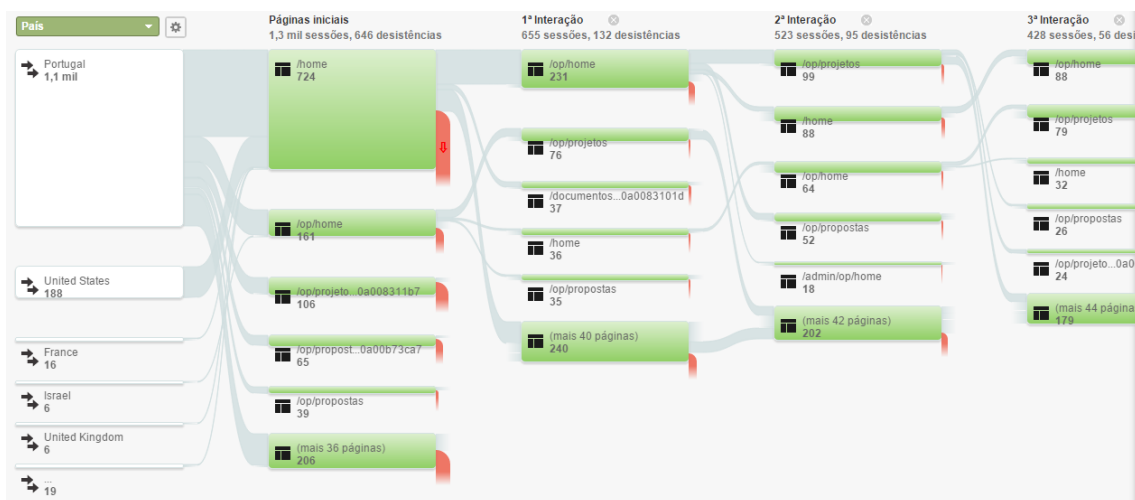 País
Portugal
1,1 mil
United States
188
France
16
Israel
6
United Kingdom
6
...
19
Páginas iniciais
1,3 mil sessões, 646 desistências
/home
724
/op/home
161
/op/projeto...0a008311b7
106
/op/propost...0a00b73ca7
65
/op/propostas
39
(mais 36 páginas)
206
1ª Interação
655 sessões, 132 desistências
/op/home
231
/op/projetos
76
/documentos...0a0083101d
37
/home
36
/op/propostas
35
(mais 40 páginas)
240
2ª Interação
523 sessões, 95 desistências
/op/projetos
99
/home
88
/op/home
64
/op/propostas
52
/admin/op/home
18
(mais 42 páginas)
202
3ª Interação
428 sessões, 56 desi
/op/home
88
/op/projetos
79
/home
32
/op/propostas
26
/op/projeto...0a0
24
(mais 44 página
179